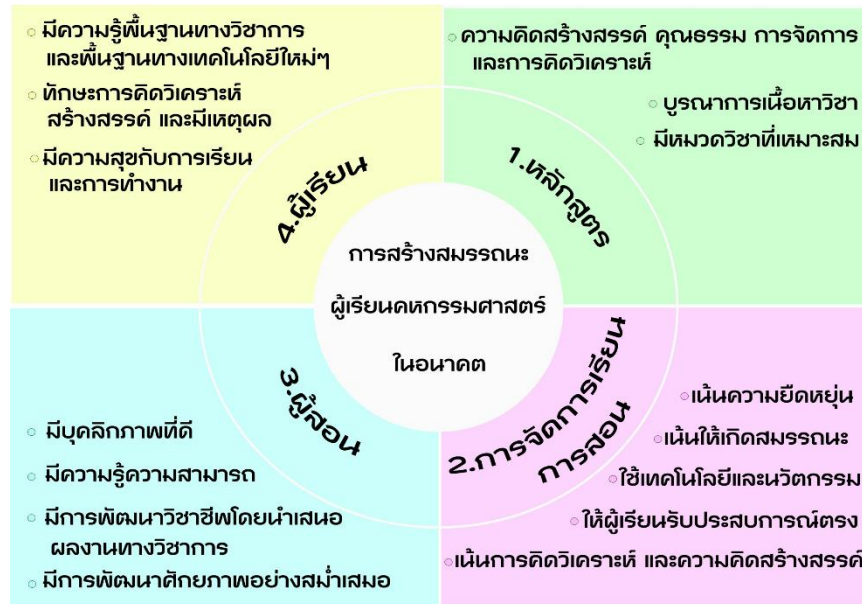 มีความรู้พื้นฐานทางวิชาการ
และพื้นฐานทางเทคโนโลยีใหม่ๆ
ทักษะการคิดวิเคราะห์
สร้างสรรค์ และมีเหตุผล
มีความสุขกับการเรียน
และการทำงาน
4.ผู้เรียน
ความคิดสร้างสรรค์ คุณธรรม การจัดการ
และการคิดวิเคราะห์
บูรณาการเนื้อหาวิชา
มีหมวดวิชาที่เหมาะสม
1.หลักสูตร
การสร้างสมรรถนะ
ผู้เรียนคหกรรมศาสตร์
ในอนาคต
3.ผู้สอน
มีบุคลิกภาพที่ดี
มีความรู้ความสามารถ
มีการพัฒนาวิชาชีพโดยนำเสนอ
ผลงานทางวิชาการ
มีการพัฒนาศักยภาพอย่างสม่ำเสมอ
2.การจัดการเรียน
การสอน
เน้นความยืดหยุ่น
เน้นให้เกิดสมรรถนะ
ใช้เทคโนโลยีและนวัตกรรม
ให้ผู้เรียนรับประสบการณ์ตรง
เน้นการคิดวิเคราะห์ และความคิดสร้างสรรค์